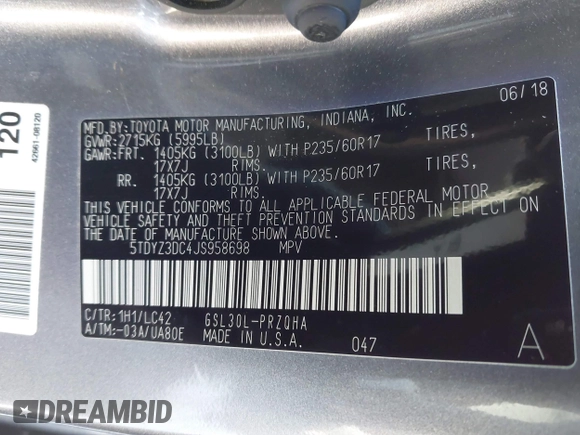 120
42661-08120
06/18
MFD.BY:TOYOTA MOTOR MANUFACTURING, INDIANA, INC.
GVWR:2715KG (5995LB)
GAWR:FRT. 1405KG (3100LB) WITH P235/60R17 TIRES,
17X7J RIMS.
RR. 1405KG (3100LB) WITH P235/60R17 TIRES,
17X7J RIMS.
THIS VEHICLE CONFORMS TO ALL APPLICABLE FEDERAL MOTOR
VEHICLE SAFETY AND THEFT PREVENTION STANDARDS IN EFFECT ON
THE DATE OF MANUFACTURE SHOWN ABOVE.
5TDYZ3DC4JS958698 MPV
C/TR:1H1/LC42 GSL30L-PRZQHA
A/TM:-03A/UA80E MADE IN U.S.A. 047
A
DREAMBID